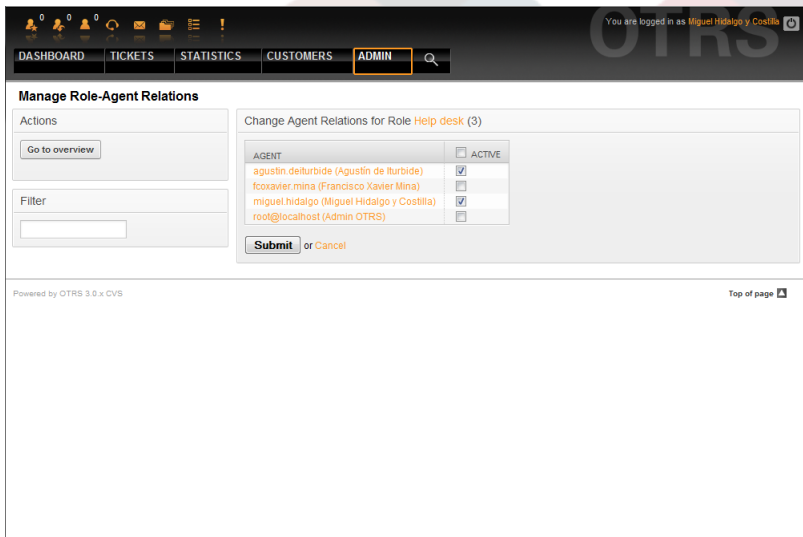 0 0 0 !
You are logged in as Miguel Hidalgo y Costilla
OTRS
DASHBOARD TICKETS STATISTICS CUSTOMERS ADMIN
Manage Role-Agent Relations
Actions
Go to overview
Filter
Change Agent Relations for Role Help desk (3)
AGENT ACTIVE
agustin.deiturbide (Agustín de Iturbide)
fcoxavier.mina (Francisco Xavier Mina)
miguel.hidalgo (Miguel Hidalgo y Costilla)
root@localhost (Admin OTRS)
Submit or Cancel
Powered by OTRS 3.0.x CVS
Top of page